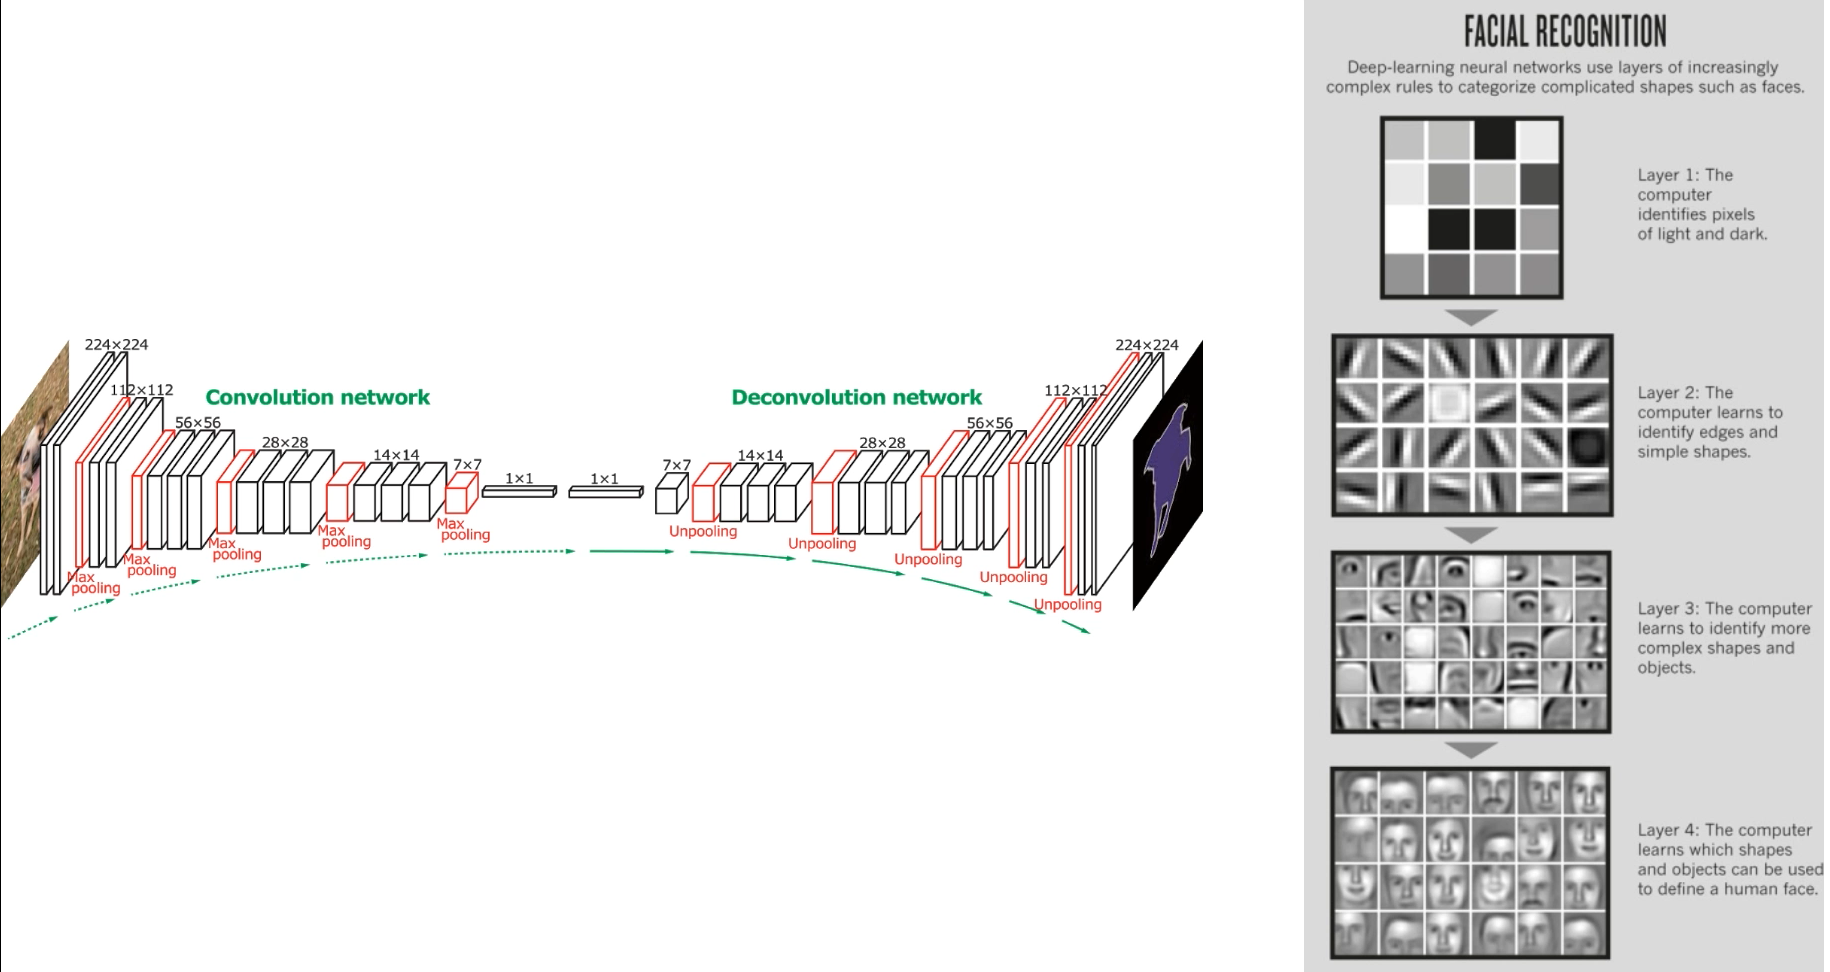 224×224
112×112
56×56
28×28
14×14
7×7
1×1
1×1
7×7
14×14
28×28
56×56
112×112
224×224
Convolution network
Deconvolution network
Max
pooling
Max
pooling
Max
pooling
Max
pooling
Max
pooling
Unpooling
Unpooling
Unpooling
Unpooling
Unpooling
FACIAL RECOGNITION
Deep-learning neural networks use layers of increasingly
complex rules to categorize complicated shapes such as faces.
Layer 1: The
computer
identifies pixels
of light and dark.
Layer 2: The
computer learns to
identify edges and
simple shapes.
Layer 3: The computer
learns to identify more
complex shapes and
objects.
Layer 4: The computer
learns which shapes
and objects can be used
to define a human face.